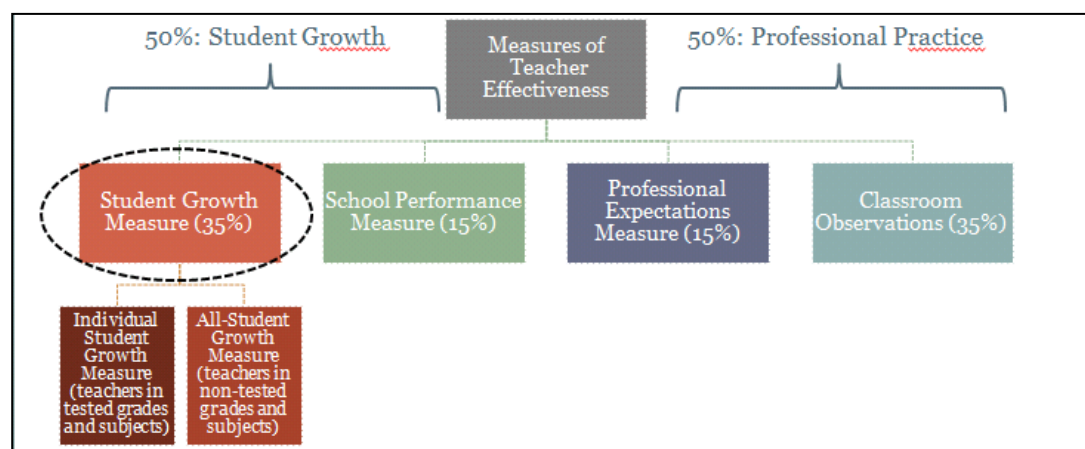 50%: Student Growth
Measures of
Teacher
Effectiveness
50%: Professional Practice
Student Growth
Measure (35%)
School Performance
Measure (15%)
Professional
Expectations
Measure (15%)
Classroom
Observations (35%)
Individual
Student
Growth
Measure
(teachers in
tested grades
and subjects)
All-Student
Growth
Measure
(teachers in
non-tested
grades and
subjects)